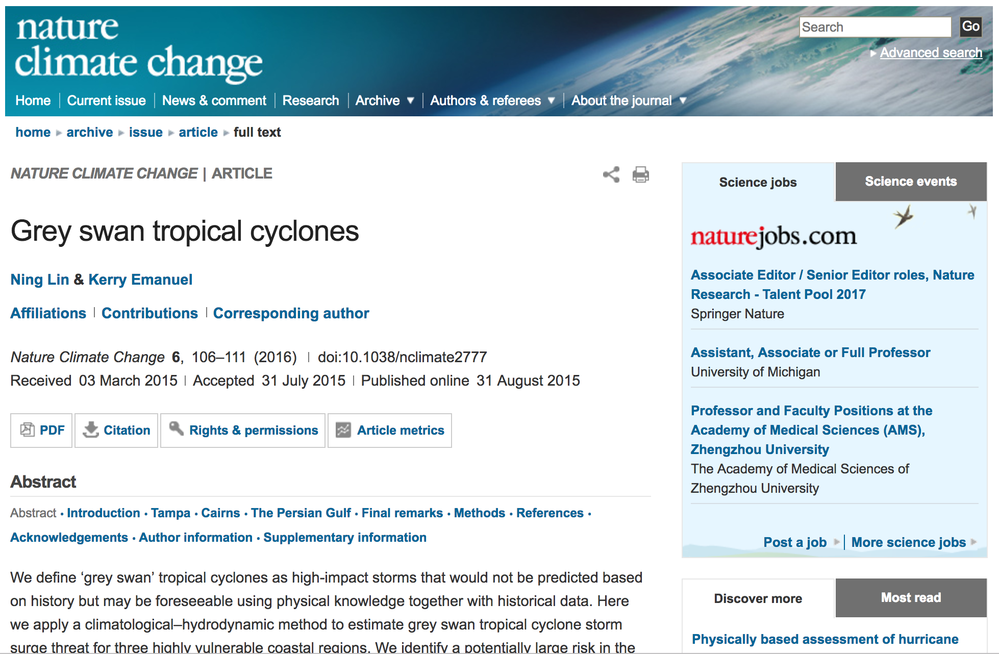 nature
climate change
Search
Go
Advanced search
Home
Current issue
News & comment
Research
Archive
Authors & referees
About the journal
home
archive
issue
article
full text
NATURE CLIMATE CHANGE | ARTICLE
Grey swan tropical cyclones
Ning Lin & Kerry Emanuel
Affiliations
Contributions
Corresponding author
Nature Climate Change 6, 106–111 (2016) | doi:10.1038/nclimate2777
Received 03 March 2015 | Accepted 31 July 2015 | Published online 31 August 2015
PDF
Citation
Rights & permissions
Article metrics
Abstract
Abstract • Introduction • Tampa • Cairns • The Persian Gulf • Final remarks • Methods • References •
Acknowledgements • Author information • Supplementary information
We define ‘grey swan’ tropical cyclones as high-impact storms that would not be predicted based
on history but may be foreseeable using physical knowledge together with historical data. Here
we apply a climatological–hydrodynamic method to estimate grey swan tropical cyclone storm
surge threat for three highly vulnerable coastal regions. We identify a potentially large risk in the
Science jobs
Science events
naturejobs.com
Associate Editor / Senior Editor roles, Nature
Research - Talent Pool 2017
Springer Nature
Assistant, Associate or Full Professor
University of Michigan
Professor and Faculty Positions at the
Academy of Medical Sciences (AMS),
Zhengzhou University
The Academy of Medical Sciences of
Zhengzhou University
Post a job
More science jobs
Discover more
Most read
Physically based assessment of hurricane